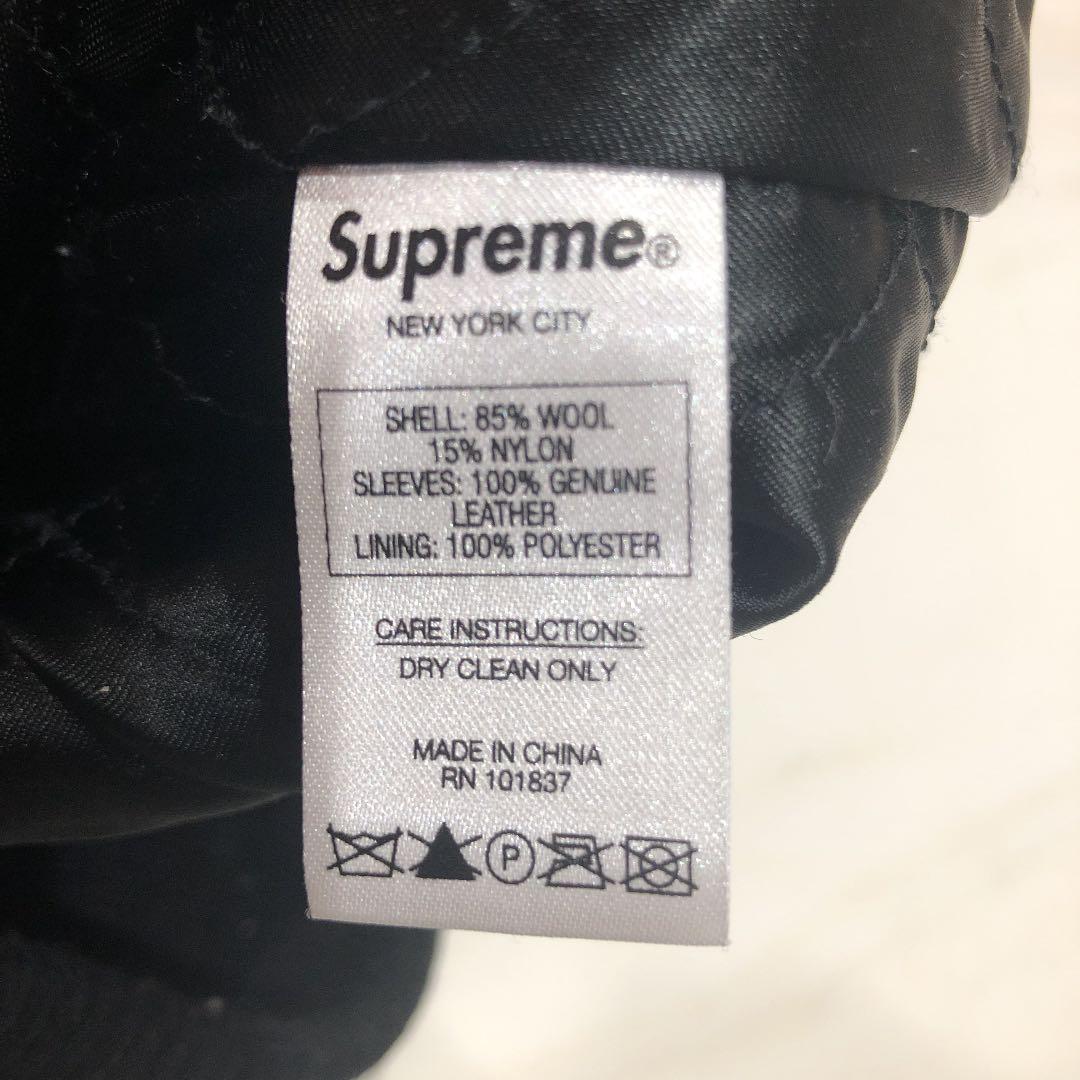 Supreme®
NEW YORK CITY
SHELL: 85% WOOL
15% NYLON
SLEEVES: 100% GENUINE
LEATHER
LINING: 100% POLYESTER
CARE INSTRUCTIONS:
DRY CLEAN ONLY
MADE IN CHINA
RN 101837
P